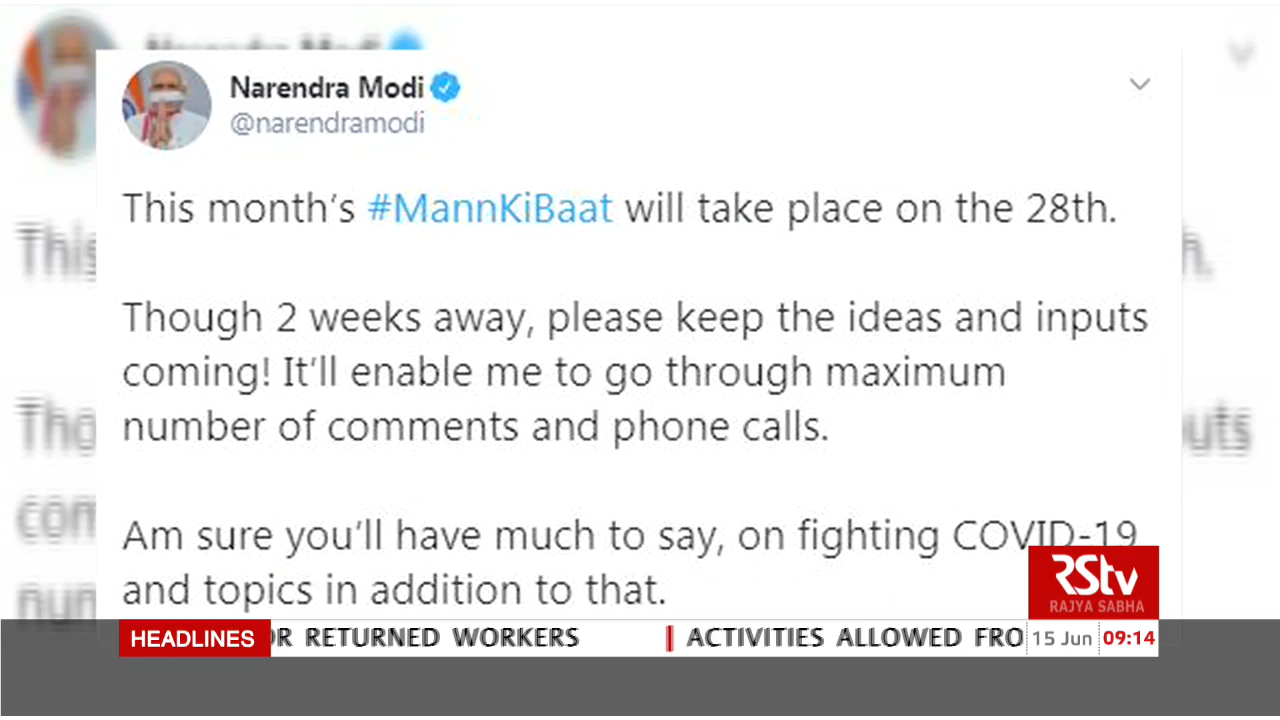 Narendra Modi
@narendramodi
This month's #MannKiBaat will take place on the 28th.
Though 2 weeks away, please keep the ideas and inputs
coming! It'll enable me to go through maximum
number of comments and phone calls.
Am sure you'll have much to say, on fighting COVID-19
and topics in addition to that.
RStv
RAJYA SABHA
HEADLINES OR RETURNED WORKERS | ACTIVITIES ALLOWED FRO 15 Jun 09:14